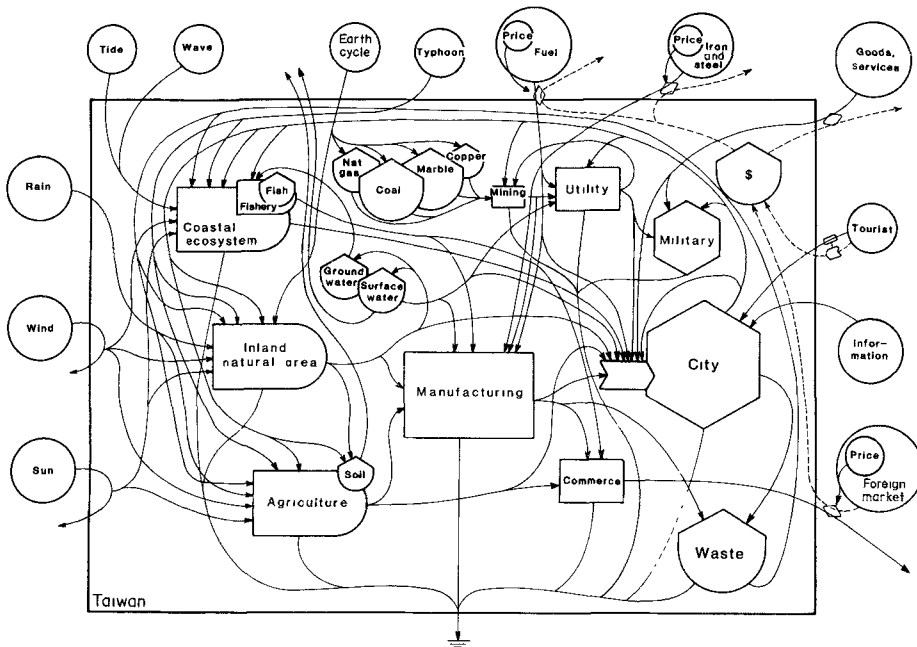 Tide
Wave
Earth
cycle
Typhoon
Price
Fuel
Price
Iron
and
steel
Goods,
services
Rain
Wind
Sun
Nat
gas
Coal
Marble
Copper
Mining
Utility
Military
$
Tourist
Fish
Fishery
Coastal
ecosystem
Ground
water
Surface
water
Inland
natural area
Manufacturing
City
Infor-
mation
Soil
Agriculture
Commerce
Price
Foreign
market
Waste
Taiwan